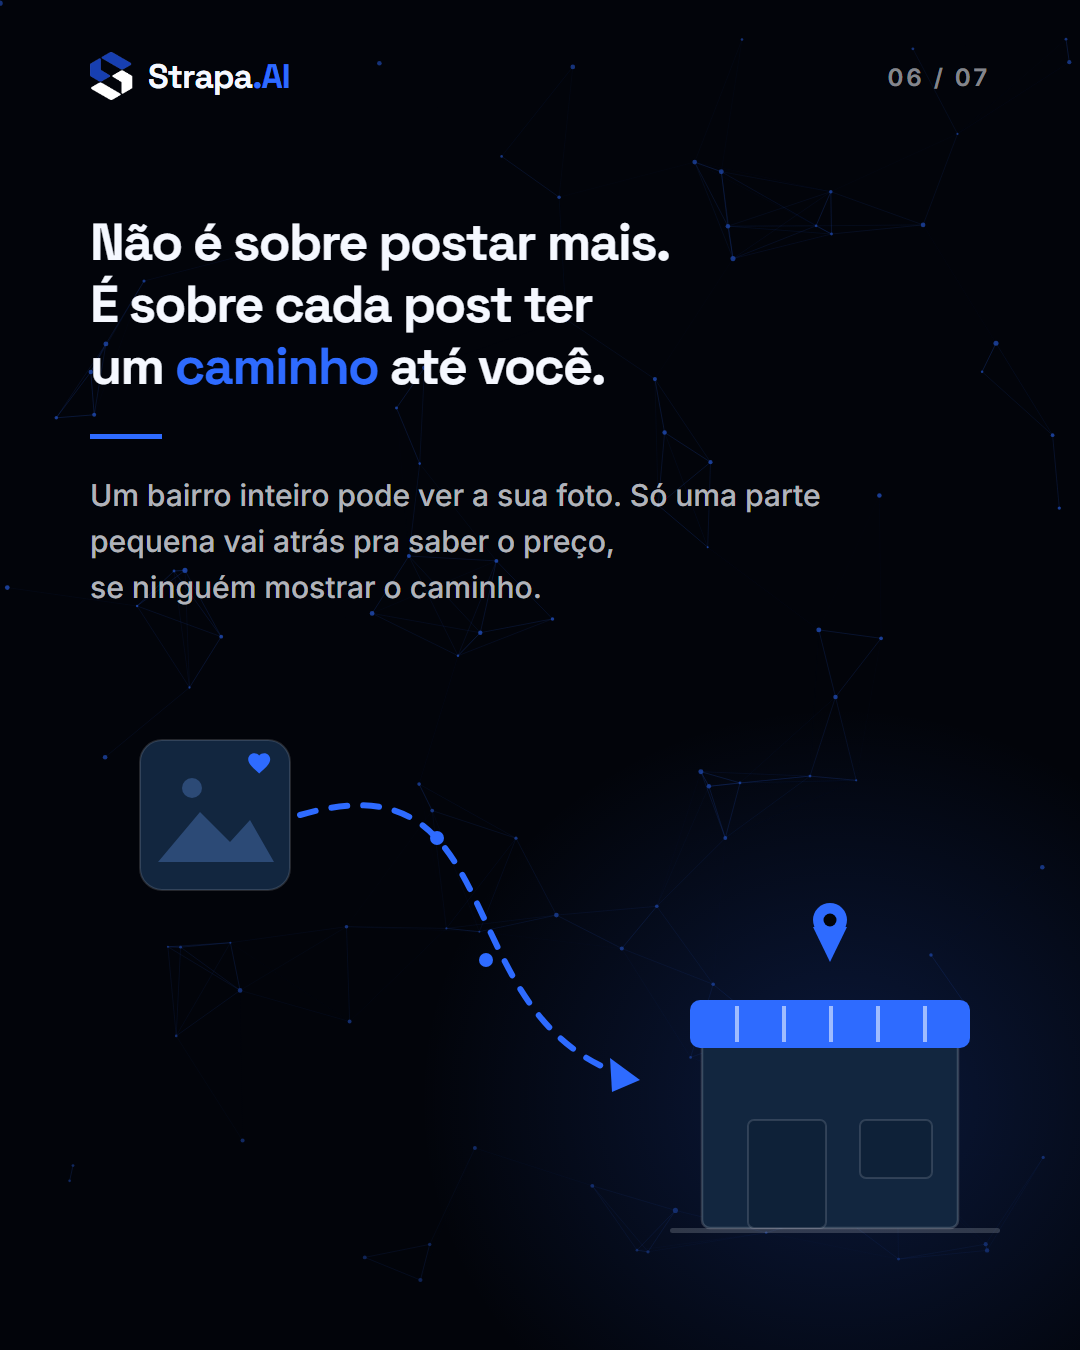 Strapa.AI
06 / 07
Não é sobre postar mais.
É sobre cada post ter
um caminho até você.
Um bairro inteiro pode ver a sua foto. Só uma parte
pequena vai atrás pra saber o preço,
se ninguém mostrar o caminho.